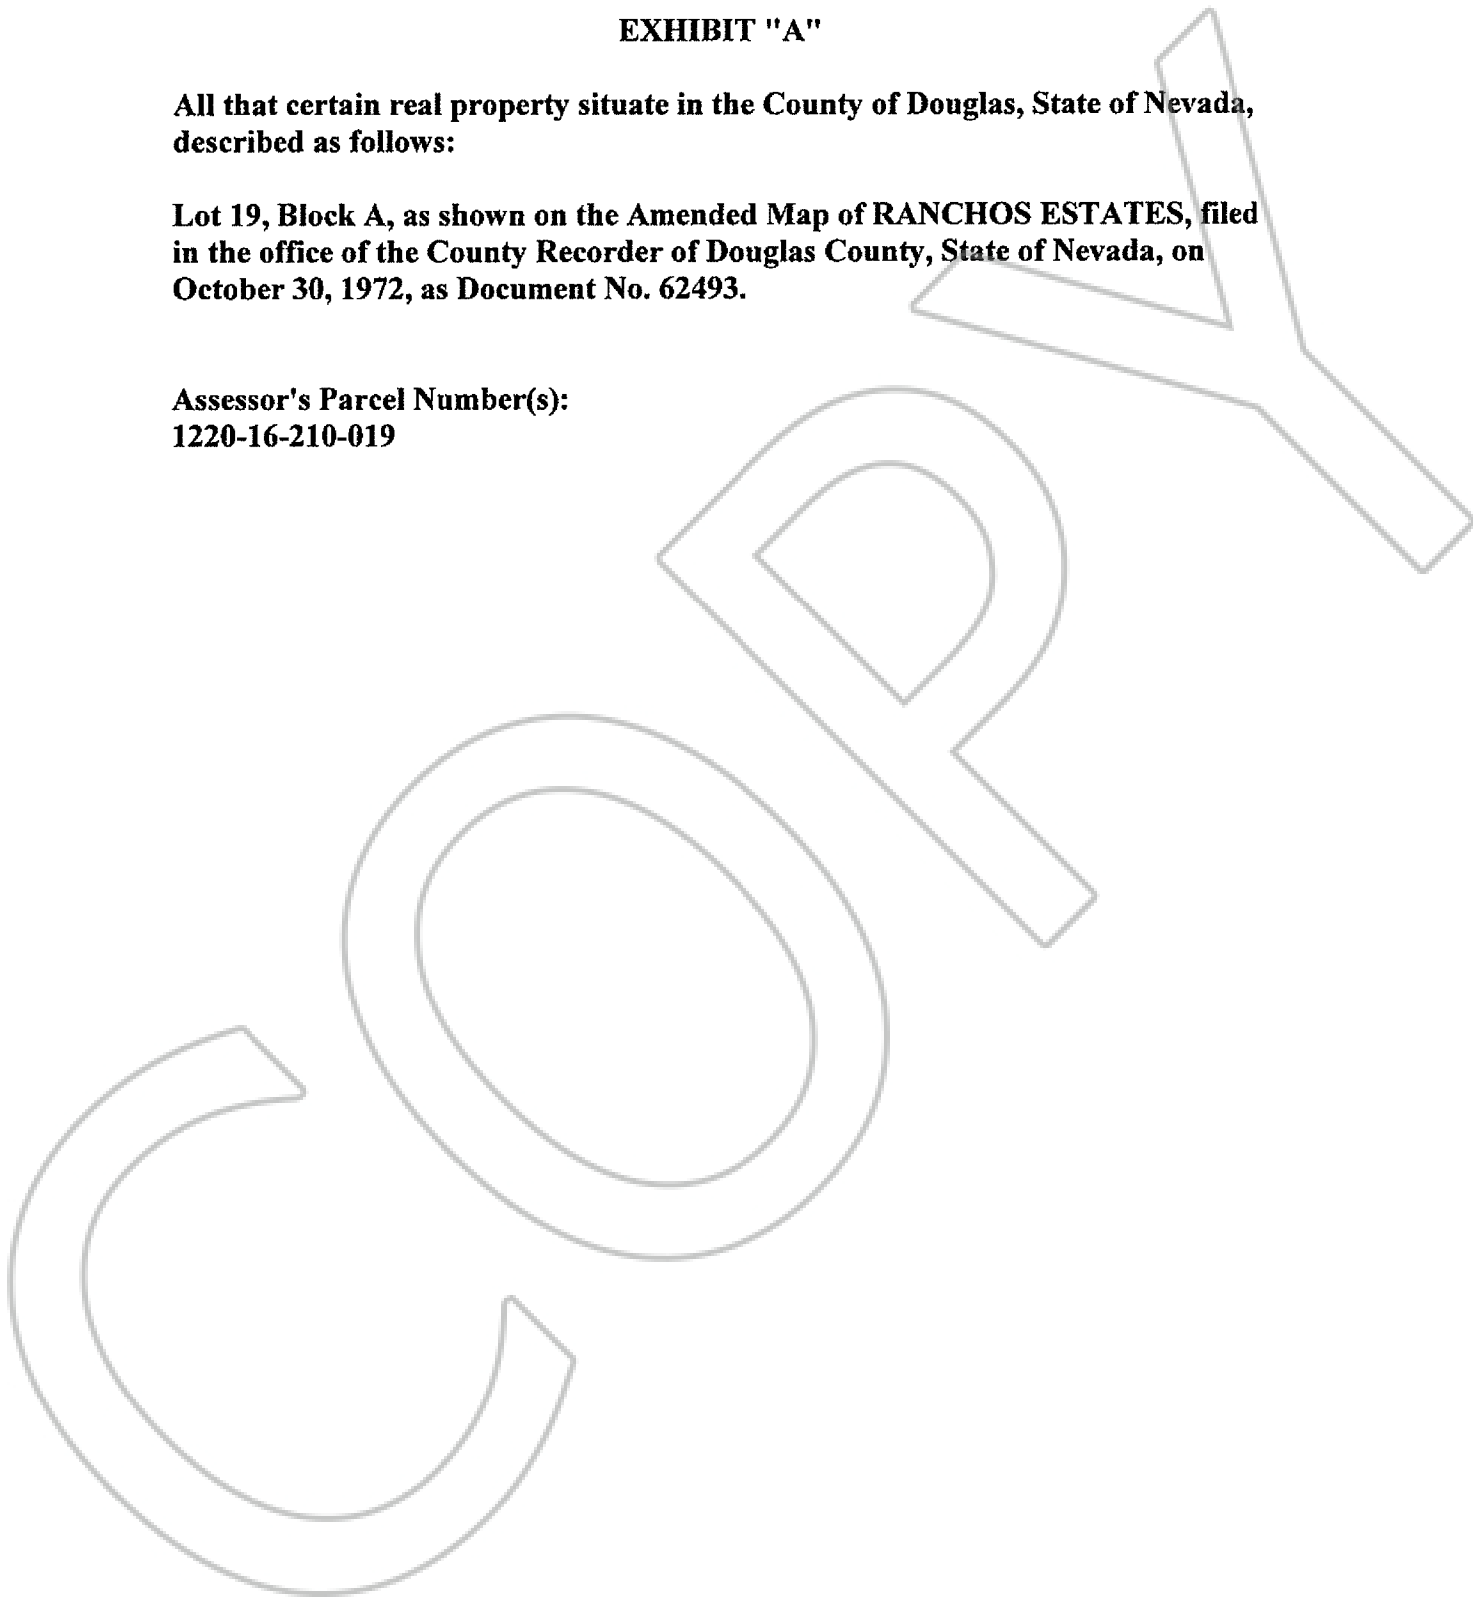 EXHIBIT "A"
All that certain real property situate in the County of Douglas, State of Nevada,
described as follows:
Lot 19, Block A, as shown on the Amended Map of RANCHOS ESTATES, filed
in the office of the County Recorder of Douglas County, State of Nevada, on
October 30, 1972, as Document No. 62493.
Assessor's Parcel Number(s):
1220-16-210-019
COPY